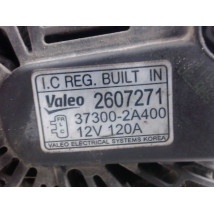 I.C REG. BUILT IN
Valeo 2607271
37300-2A400
12V 120A
VALEO ELECTRICAL SYSTEMS KOREA